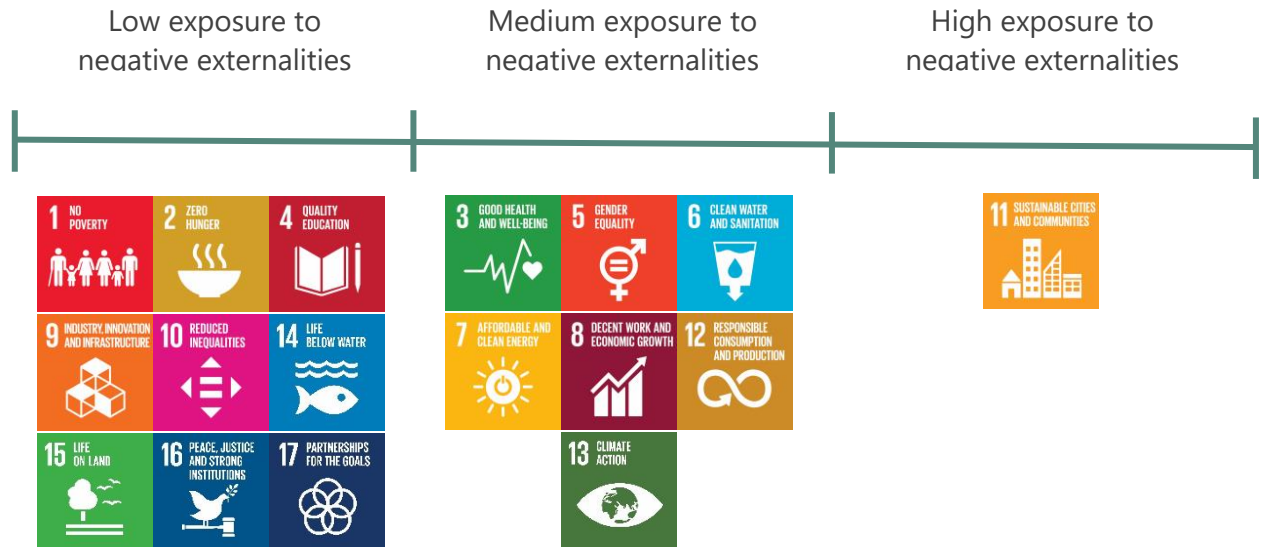 Low exposure to
negative externalities
Medium exposure to
negative externalities
High exposure to
negative externalities
1 NO
POVERTY
2 ZERO
HUNGER
4 QUALITY
EDUCATION
9 INDUSTRY, INNOVATION
AND INFRASTRUCTURE
10 REDUCED
INEQUALITIES
14 LIFE
BELOW WATER
15 LIFE
ON LAND
16 PEACE, JUSTICE
AND STRONG
INSTITUTIONS
17 PARTNERSHIPS
FOR THE GOALS
3 GOOD HEALTH
AND WELL-BEING
5 GENDER
EQUALITY
6 CLEAN WATER
AND SANITATION
7 AFFORDABLE AND
CLEAN ENERGY
8 DECENT WORK AND
ECONOMIC GROWTH
12 RESPONSIBLE
CONSUMPTION
AND PRODUCTION
13 CLIMATE
ACTION
11 SUSTAINABLE CITIES
AND COMMUNITIES